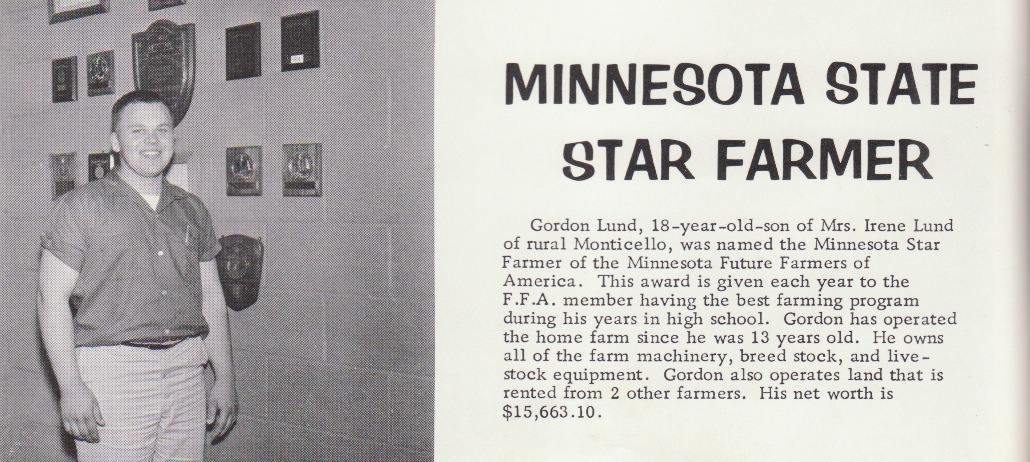 MINNESOTA STATE
STAR FARMER
Gordon Lund, 18-year-old-son of Mrs. Irene Lund
of rural Monticello, was named the Minnesota Star
Farmer of the Minnesota Future Farmers of
America. This award is given each year to the
F.F.A. member having the best farming program
during his years in high school. Gordon has operated
the home farm since he was 13 years old. He owns
all of the farm machinery, breed stock, and live-
stock equipment. Gordon also operates land that is
rented from 2 other farmers. His net worth is
$15,663.10.